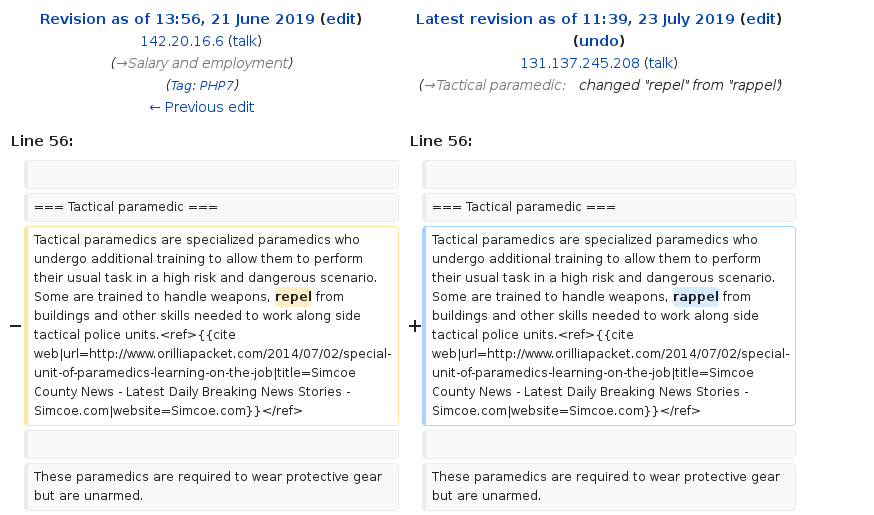 Revision as of 13:56, 21 June 2019 (edit)
142.20.16.6 (talk)
(→Salary and employment)
(Tag: PHP7)
← Previous edit
Latest revision as of 11:39, 23 July 2019 (edit)
(undo)
131.137.245.208 (talk)
(→Tactical paramedic: changed "repel" from "rappel")
Line 56:
=== Tactical paramedic ===
Tactical paramedics are specialized paramedics who
undergo additional training to allow them to perform
their usual task in a high risk and dangerous scenario.
Some are trained to handle weapons, repel from
buildings and other skills needed to work along side
− tactical police units.<ref>{{cite
web|url=http://www.orilliapacket.com/2014/07/02/special-
unit-of-paramedics-learning-on-the-job|title=Simcoe
County News - Latest Daily Breaking News Stories -
Simcoe.com|website=Simcoe.com}}</ref>
These paramedics are required to wear protective gear
but are unarmed.
Line 56:
=== Tactical paramedic ===
Tactical paramedics are specialized paramedics who
undergo additional training to allow them to perform
their usual task in a high risk and dangerous scenario.
Some are trained to handle weapons, rappel from
buildings and other skills needed to work along side
+ tactical police units.<ref>{{cite
web|url=http://www.orilliapacket.com/2014/07/02/special-
unit-of-paramedics-learning-on-the-job|title=Simcoe
County News - Latest Daily Breaking News Stories -
Simcoe.com|website=Simcoe.com}}</ref>
These paramedics are required to wear protective gear
but are unarmed.